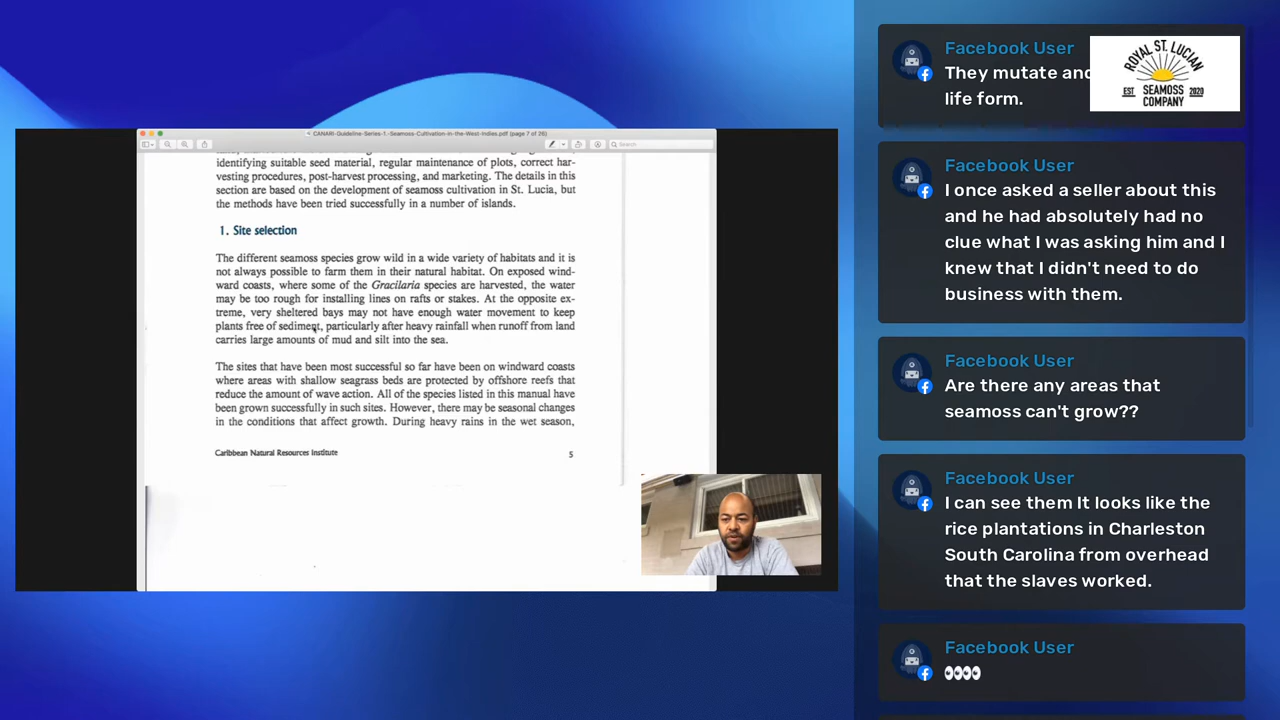 CANARI-Guideline-Series-1.-Seamoss-Cultivation-in-the-West-Indies.pdf (page 7 of 26)
Search
identifying suitable seed material, regular maintenance of plots, correct har-
vesting procedures, post-harvest processing, and marketing. The details in this
section are based on the development of seamoss cultivation in St. Lucia, but
the methods have been tried successfully in a number of islands.
1. Site selection
The different seamoss species grow wild in a wide variety of habitats and it is
not always possible to farm them in their natural habitat. On exposed wind-
ward coasts, where some of the Gracilaria species are harvested, the water
may be too rough for installing lines on rafts or stakes. At the opposite ex-
treme, very sheltered bays may not have enough water movement to keep
plants free of sediment, particularly after heavy rainfall when runoff from land
carries large amounts of mud and silt into the sea.
The sites that have been most successful so far have been on windward coasts
where areas with shallow seagrass beds are protected by offshore reefs that
reduce the amount of wave action. All of the species listed in this manual have
been grown successfully in such sites. However, there may be seasonal changes
in the conditions that affect growth. During heavy rains in the wet season,
Caribbean Natural Resources Institute
5
Facebook User
They mutate and
life form.
ROYAL ST. LUCIAN
EST 2020
SEAMOSS
COMPANY
Facebook User
I once asked a seller about this
and he had absolutely had no
clue what I was asking him and I
knew that I didn't need to do
business with them.
Facebook User
Are there any areas that
seamoss can't grow??
Facebook User
I can see them It looks like the
rice plantations in Charleston
South Carolina from overhead
that the slaves worked.
Facebook User